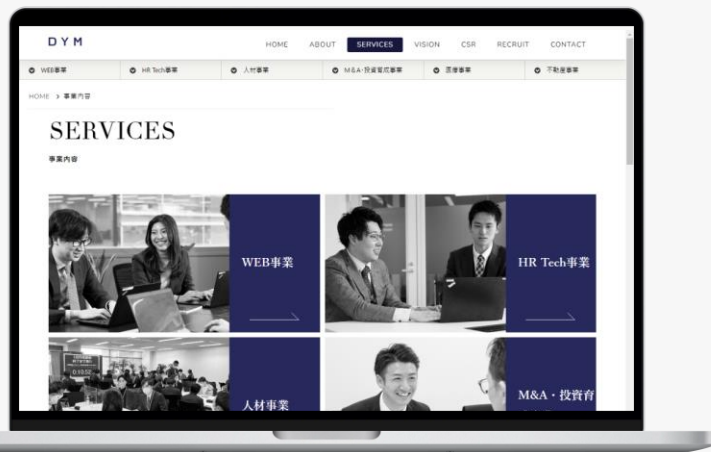 DYM
HOME ABOUT SERVICES VISION CSR RECRUIT CONTACT
WEB事業 HR Tech事業 人材事業 M&A・投資育成事業 医療事業 不動産事業
HOME > 事業内容
SERVICES
事業内容
WEB事業
HR Tech事業
人材事業
M&A・投資育